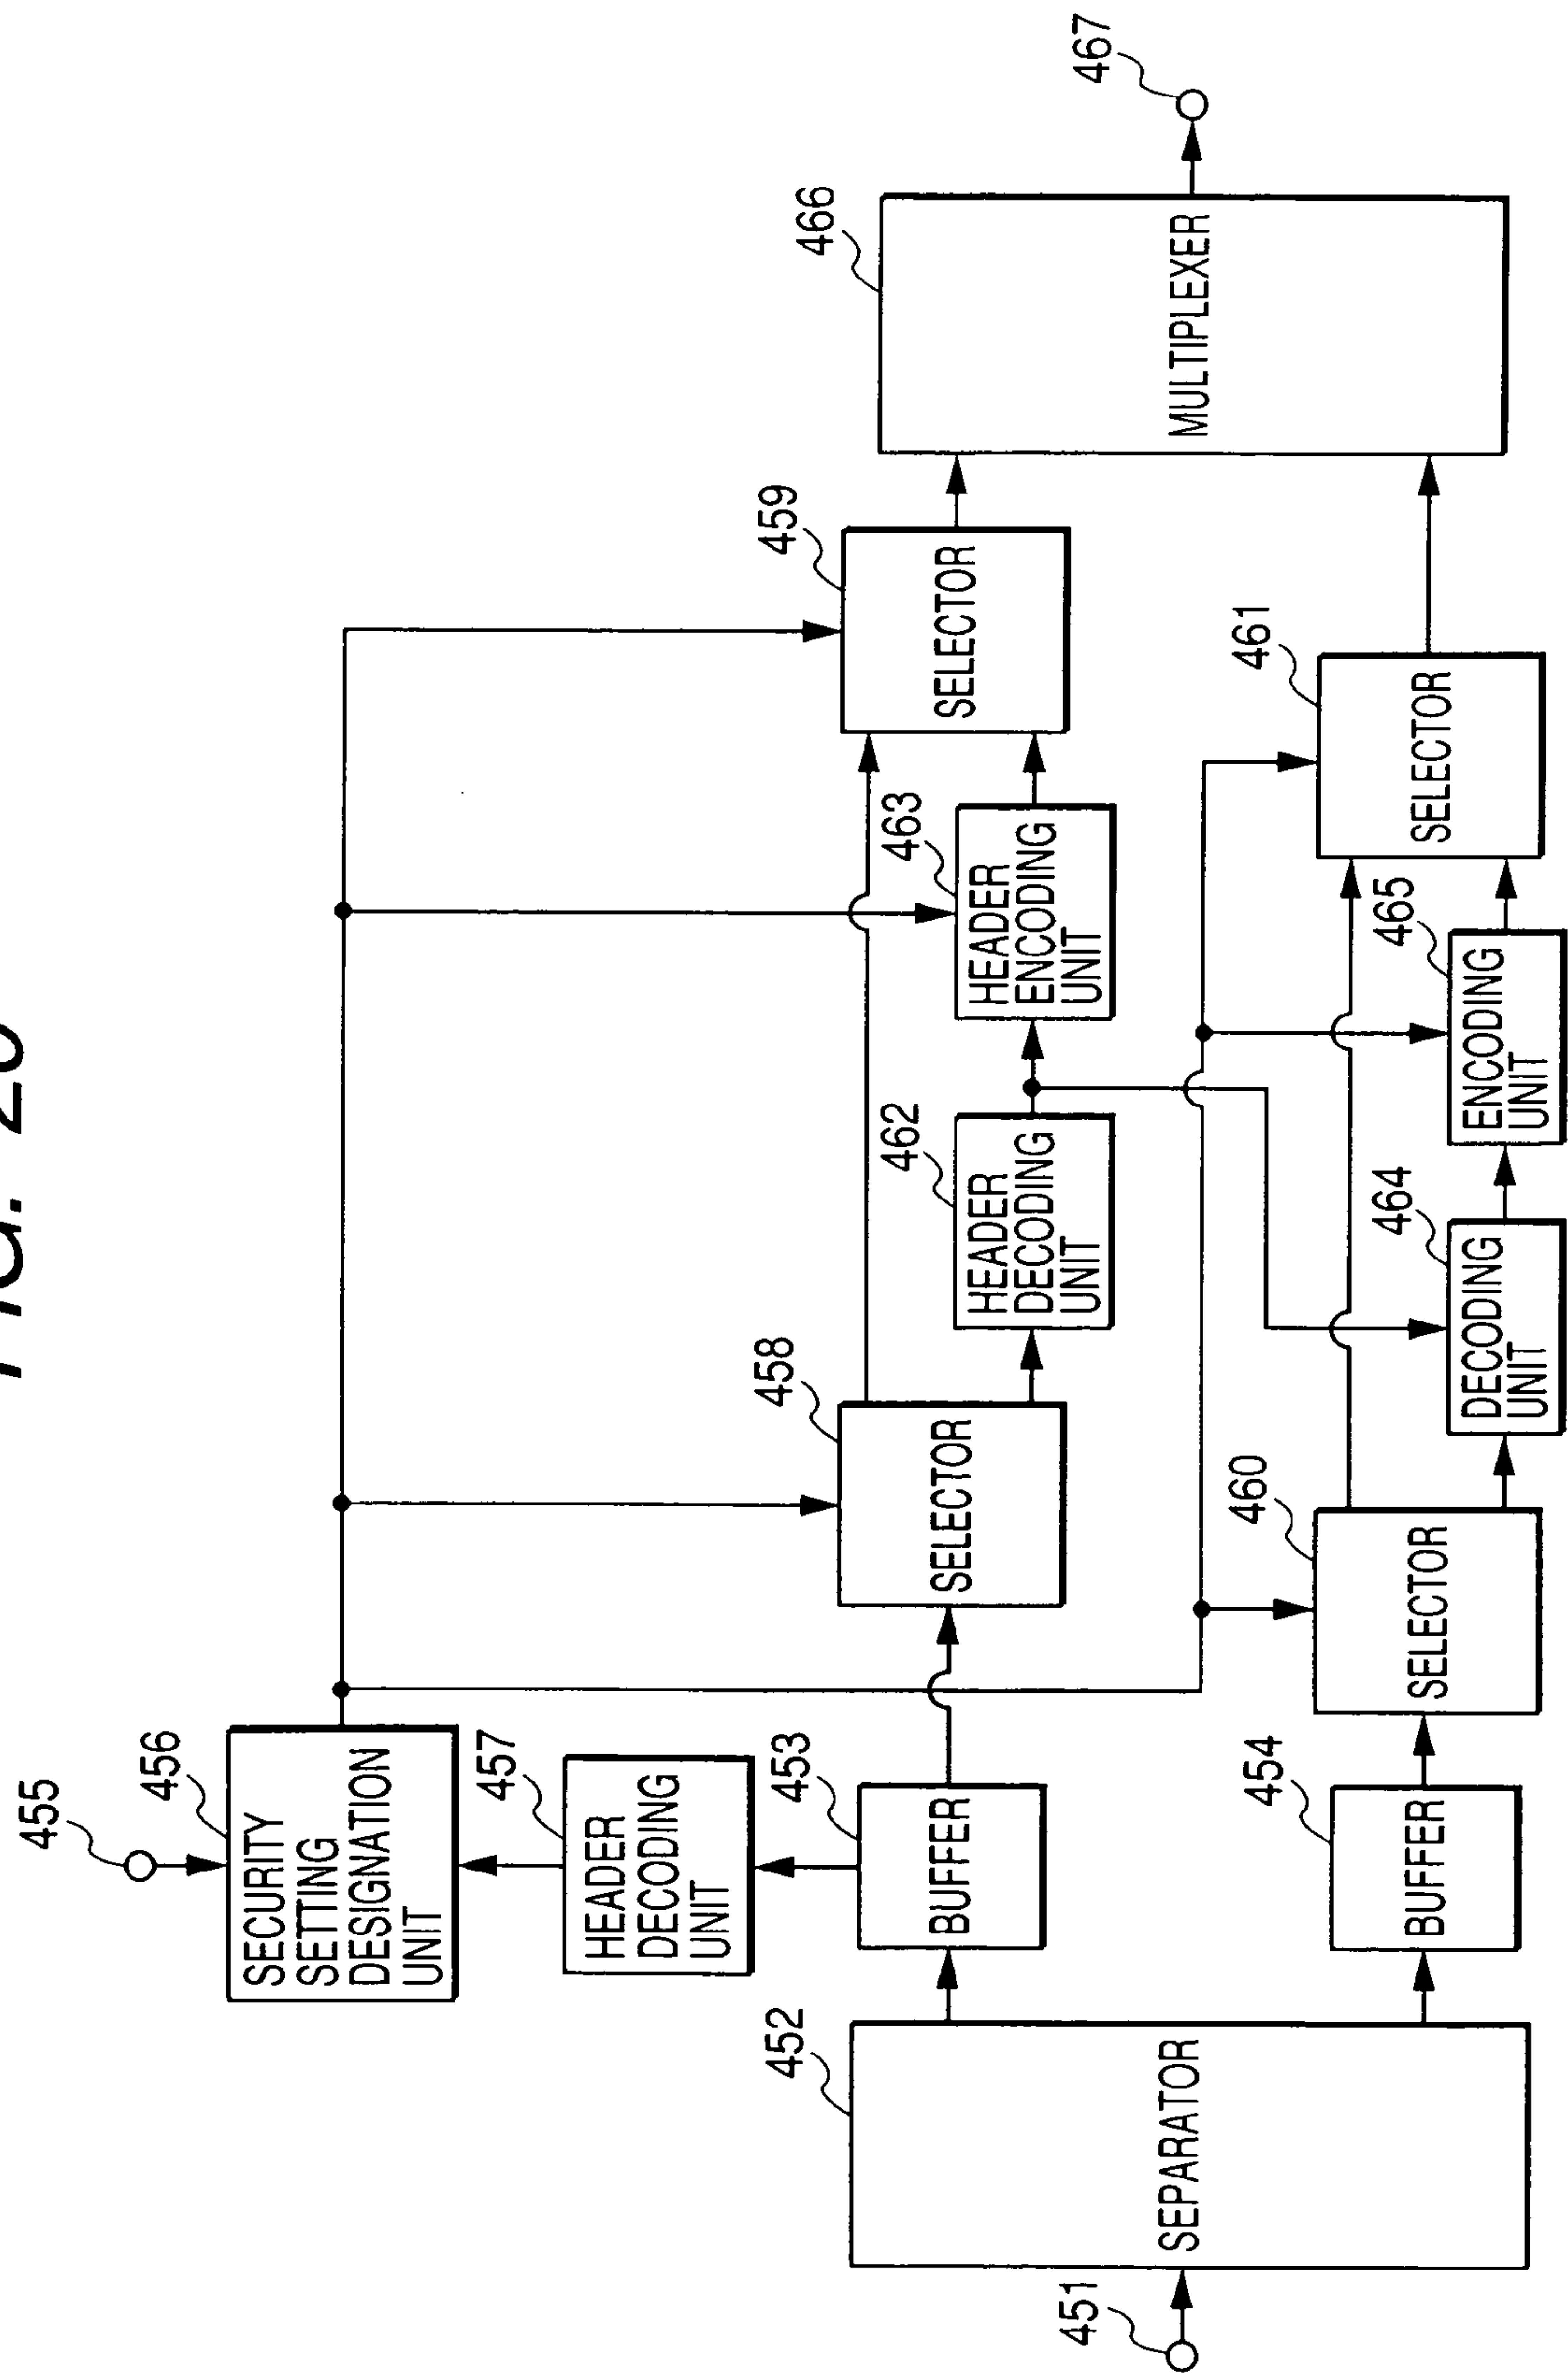 FIG.
455
456
SECURITY
SETTING
DESIGNATION
UNIT
457
HEADER
DECODING
UNIT
451
452
SEPARATOR
453
BUFFER
458
SELECTOR
462
HEADER
DECODING
UNIT
463
HEADER
ENCODING
UNIT
459
SELECTOR
466
MULTIPLEXER
467
454
BUFFER
460
SELECTOR
464
DECODING
UNIT
465
ENCODING
UNIT
461
SELECTOR